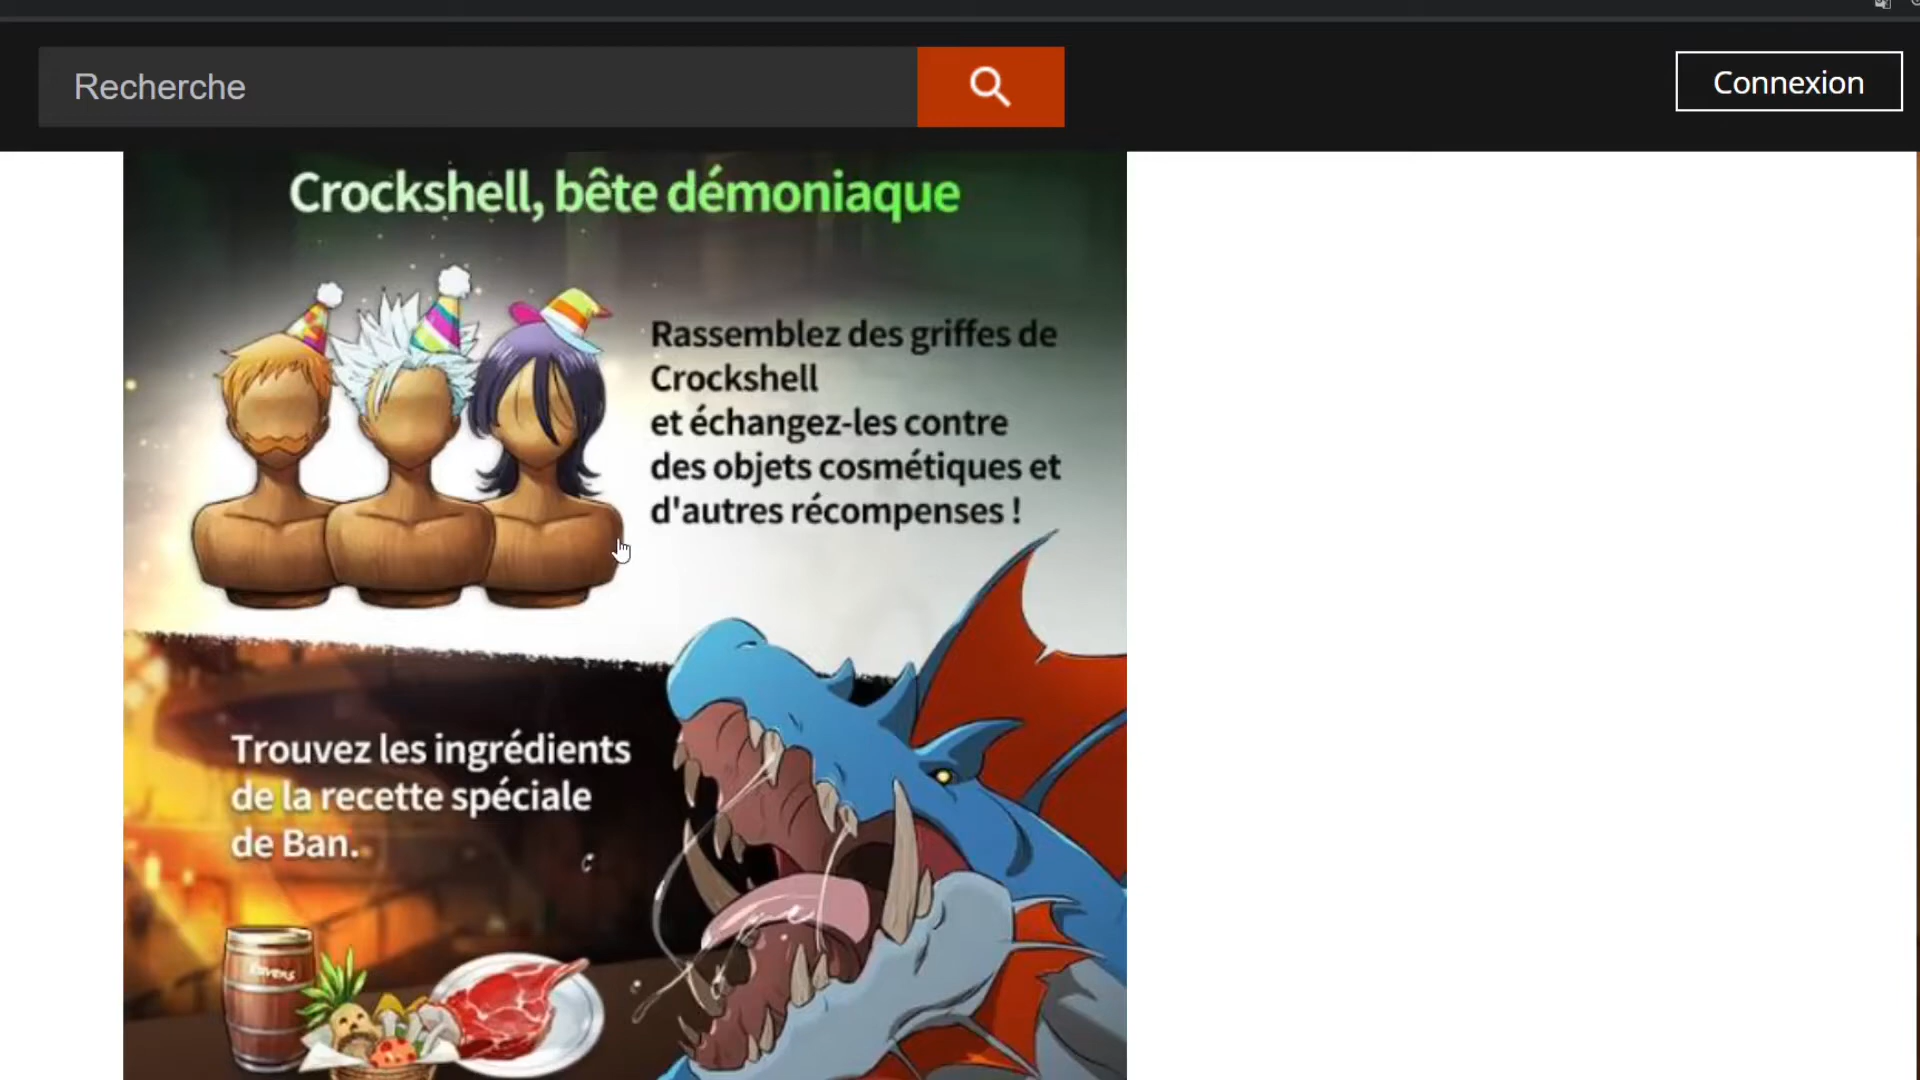 Recherche
Connexion
Crockshell, bête démoniaque
Rassemblez des griffes de
Crockshell
et échangez-les contre
des objets cosmétiques et
d'autres récompenses !
Trouvez les ingrédients
de la recette spéciale
de Ban.